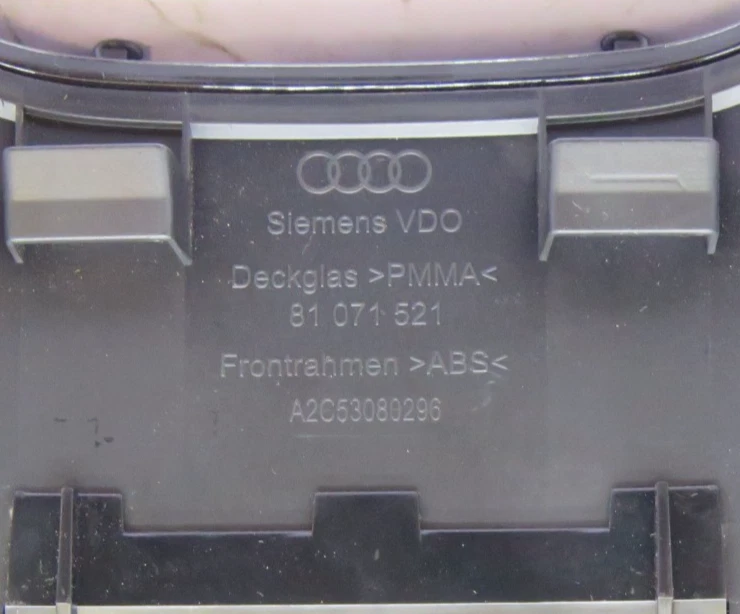 Siemens VDO
Deckglas >PMMA<
81 071 521
Frontrahmen >ABS<
A2C53080296